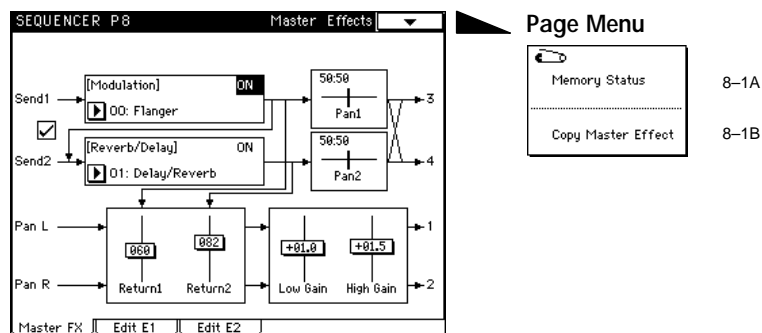 SEQUENCER P8 Master Effects
Page Menu
Memory Status 8–1A
Copy Master Effect 8–1B
[Modulation] ON
Send1 00: Flanger
50:50
Pan1
3
[Reverb/Delay] ON
Send2 01: Delay/Reverb
50:50
Pan2
4
Pan L
1
060 082 +01.0 +01.5
Pan R
Return1 Return2 Low Gain High Gain
2
Master FX Edit E1 Edit E2